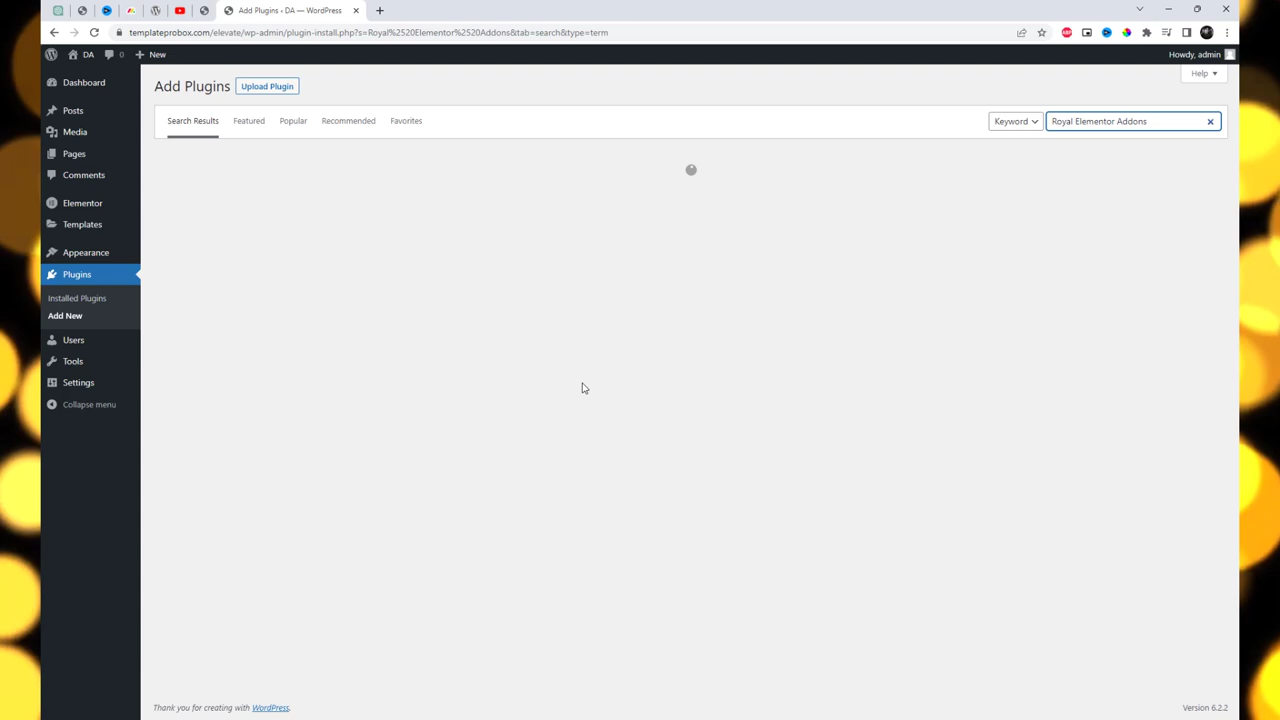 Add Plugins ‹ DA — WordPress
templateprobox.com/elevate/wp-admin/plugin-install.php?s=Royal%2520Elementor%2520Addons&tab=search&type=term
DA
0
New
Howdy, admin
Dashboard
Posts
Media
Pages
Comments
Elementor
Templates
Appearance
Plugins
Installed Plugins
Add New
Users
Tools
Settings
Collapse menu
Add Plugins
Upload Plugin
Help
Search Results
Featured
Popular
Recommended
Favorites
Keyword
Royal Elementor Addons
Thank you for creating with WordPress.
Version 6.2.2